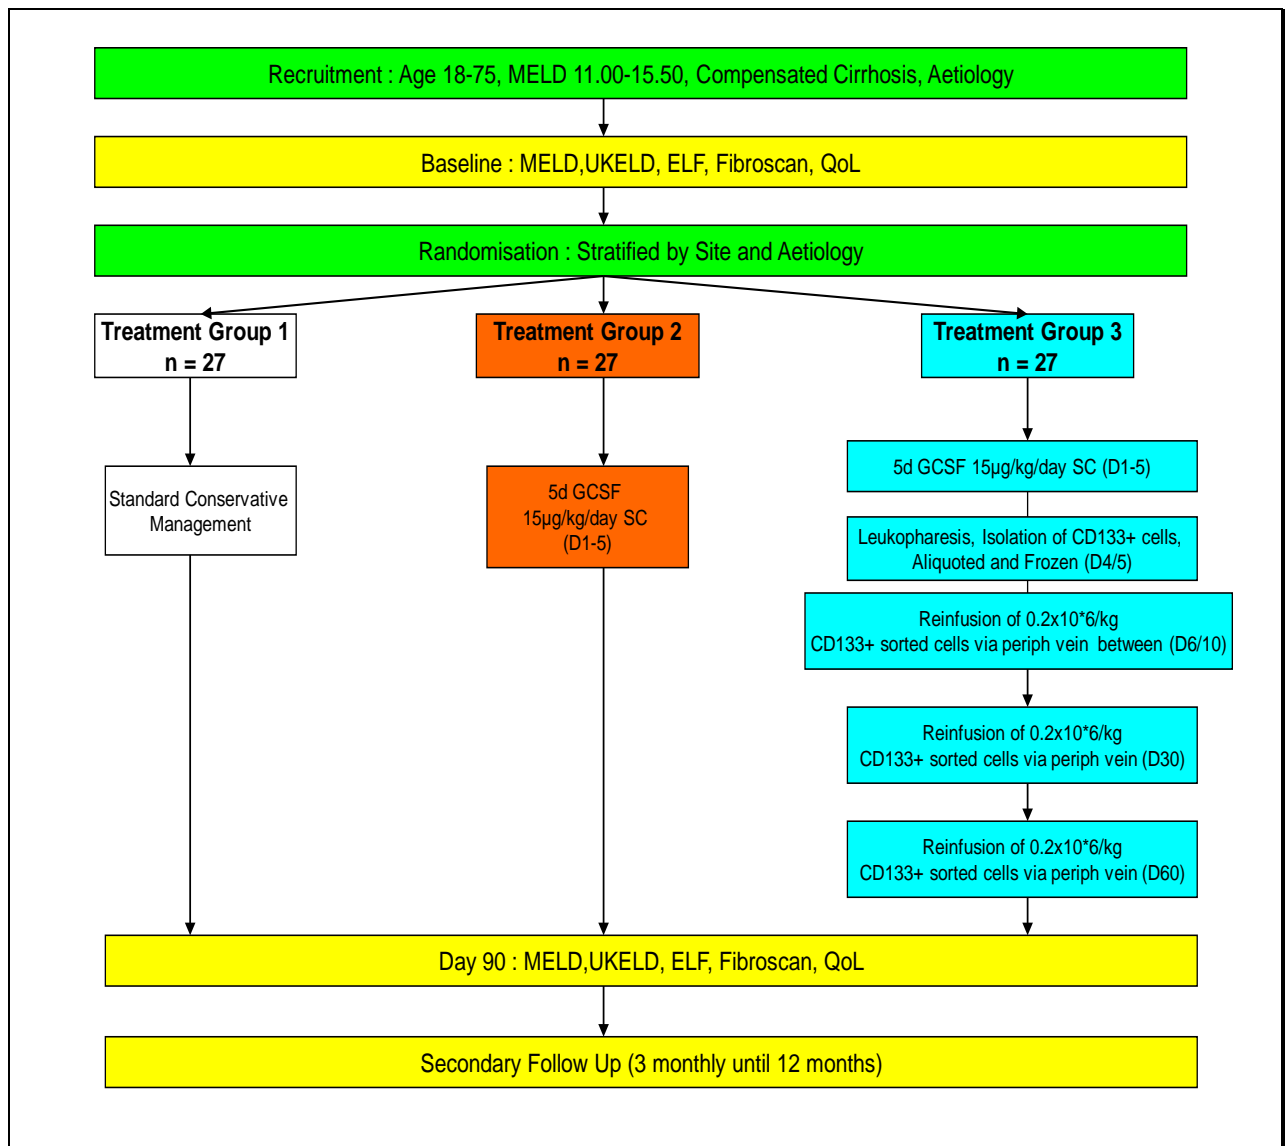 Recruitment : Age 18-75, MELD 11.00-15.50, Compensated Cirrhosis, Aetiology
Baseline : MELD,UKELD, ELF, Fibroscan, QoL
Randomisation : Stratified by Site and Aetiology
Treatment Group 1
n = 27
Treatment Group 2
n = 27
Treatment Group 3
n = 27
Standard Conservative
Management
5d GCSF
15µg/kg/day SC
(D1-5)
5d GCSF 15µg/kg/day SC (D1-5)
Leukopharesis, Isolation of CD133+ cells,
Aliquoted and Frozen (D4/5)
Reinfusion of 0.2x10*6/kg
CD133+ sorted cells via periph vein between (D6/10)
Reinfusion of 0.2x10*6/kg
CD133+ sorted cells via periph vein (D30)
Reinfusion of 0.2x10*6/kg
CD133+ sorted cells via periph vein (D60)
Day 90 : MELD,UKELD, ELF, Fibroscan, QoL
Secondary Follow Up (3 monthly until 12 months)